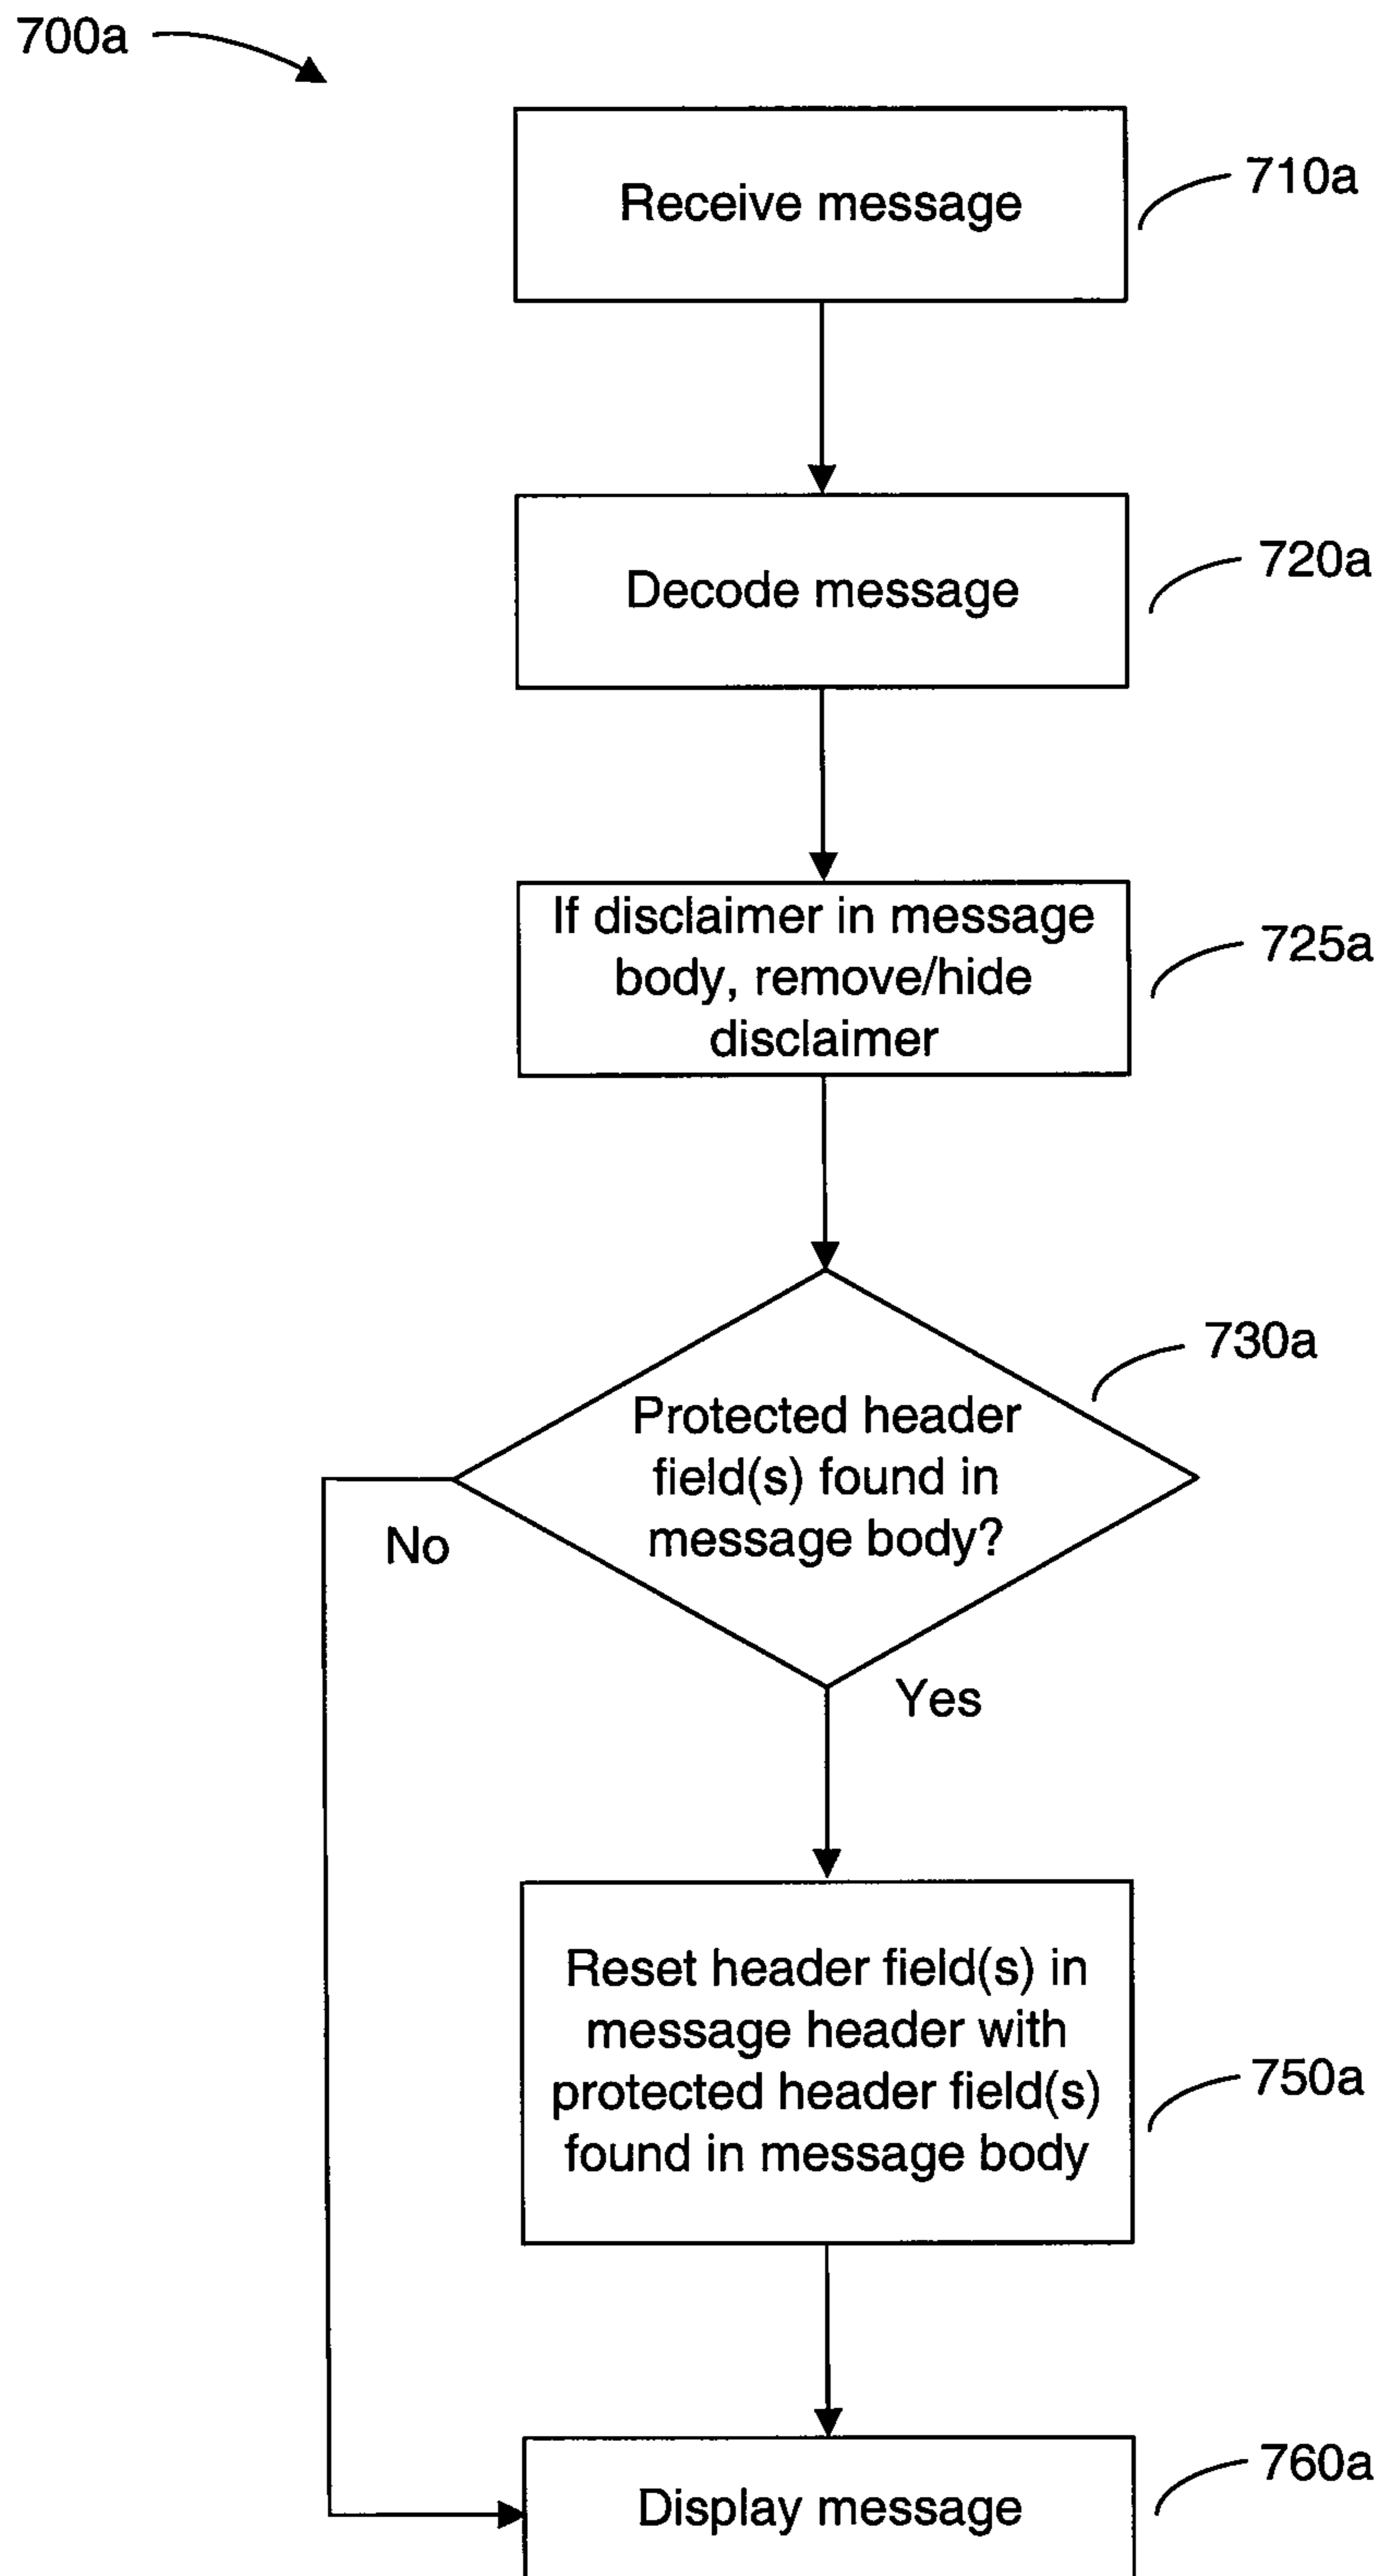 700a
Receive message
710a
Decode message
720a
If disclaimer in message
body, remove/hide
disclaimer
725a
Protected header
field(s) found in
message body?
730a
No
Yes
Reset header field(s) in
message header with
protected header field(s)
found in message body
750a
Display message
760a